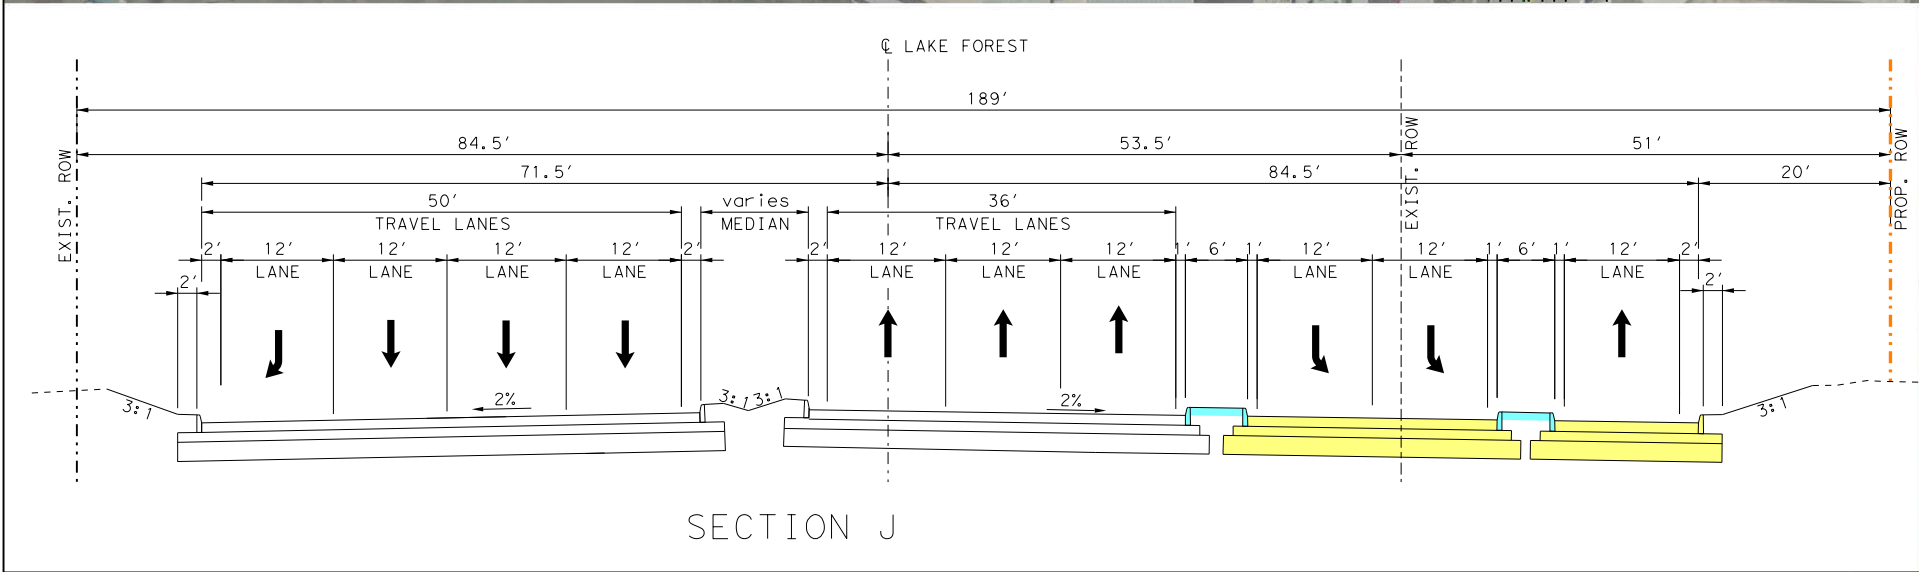 ℄ LAKE FOREST
189'
84.5' 53.5' 51'
71.5' 84.5' 20'
50' varies 36'
TRAVEL LANES MEDIAN TRAVEL LANES
2' 12' 12' 12' 12' 2' 2' 12' 12' 12' 1' 6' 1' 12' 12' 1' 6' 1' 12' 2'
LANE LANE LANE LANE LANE LANE LANE LANE LANE LANE
2' 2'
EXIST. ROW
EXIST. ROW
PROP. ROW
3:1 2% 3:1 3:1 2% 3:1
SECTION J